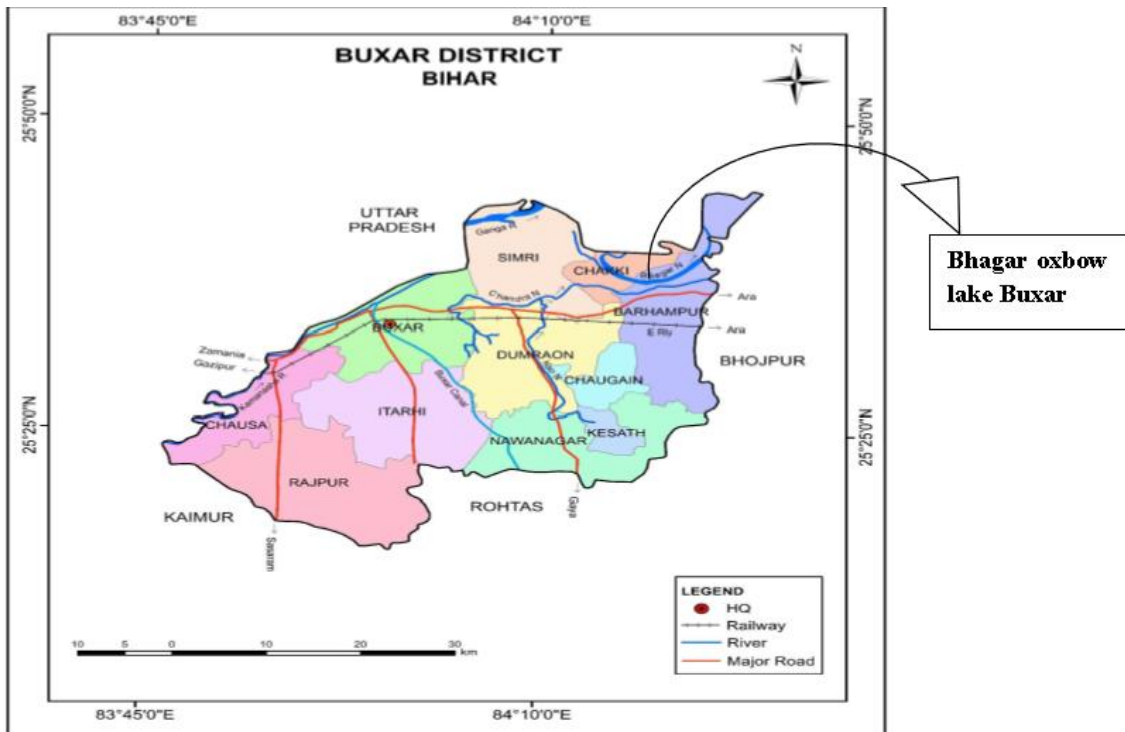 83°45'0"E
84°10'0"E
BUXAR DISTRICT
BIHAR
N
25°50'0"N
25°50'0"N
UTTAR
PRADESH
Ganga R
SIMRI
CHAKKI
Bhagar N
Bhagar oxbow
lake Buxar
Ara
BARHAMPUR
BUXAR
Ara
Zamania
Gazipur
DUMRAON
BHOJPUR
CHAUGAIN
Buxar Canal
ITARHI
25°25'0"N
25°25'0"N
CHAUSA
NAWANAGAR
KESATH
RAJPUR
ROHTAS
KAIMUR
Gaya
Sasaram
LEGEND
HQ
Railway
River
Major Road
10 5 0 10 20 30
km
83°45'0"E
84°10'0"E